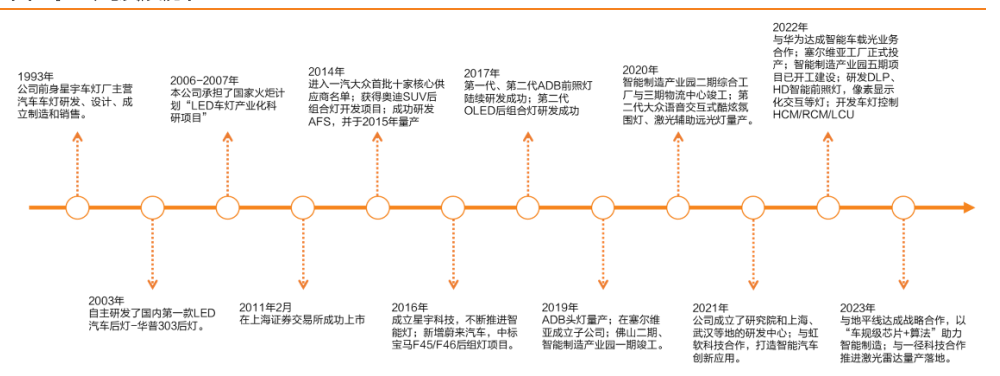 1993年
公司前身星宇车灯厂主营
汽车车灯研发、设计、成
立制造和销售。
2003年
自主研发了国内第一款LED
汽车后灯-华普303后灯。
2006-2007年
本公司承担了国家火炬计
划“LED车灯产业化科
研项目”
2011年2月
在上海证券交易所成功上市
2014年
进入一汽大众首批十家核心供
应商名单；获得奥迪SUV后
组合灯开发项目；成功研发
AFS，并于2015年量产
2016年
成立星宇科技，不断推进智
能灯；新增蔚来汽车，中标
宝马F45/F46后组灯项目。
2017年
第一代、第二代ADB前照灯
陆续研发成功；第二代
OLED后组合灯研发成功
2019年
ADB头灯量产；在塞尔维
亚成立子公司；佛山二期、
智能制造产业园一期竣工。
2020年
智能制造产业园二期综合工
厂与三期物流中心竣工；第
二代大众语音交互式酷炫氛
围灯、激光辅助远光灯量产。
2021年
公司成立了研究院和上海、
武汉等地的研发中心；与虹
软科技合作，打造智能汽车
创新应用。
2022年
与华为达成智能车载光业务
合作；塞尔维亚工厂正式投
产；智能制造产业园五期项
目已开工建设；研发DLP、
HD智能前照灯，像素显示
化交互等灯；开发车灯控制
HCM/RCM/LCU
2023年
与地平线达成战略合作，以
“车规级芯片+算法”助力
智能制造；与一径科技合作
推进激光雷达量产落地。